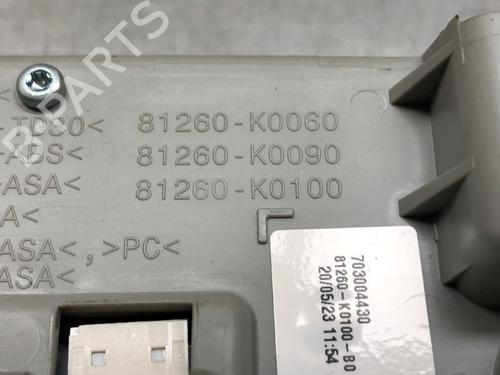 <
-TD30< 81260-K0060
-ABS< 81260-K0090
>ASA< 81260-K0100
A<
ASA<,>PC<
ASA<
703004430
81260-K0100-B0
20/05/23 11:54
B-PARTS